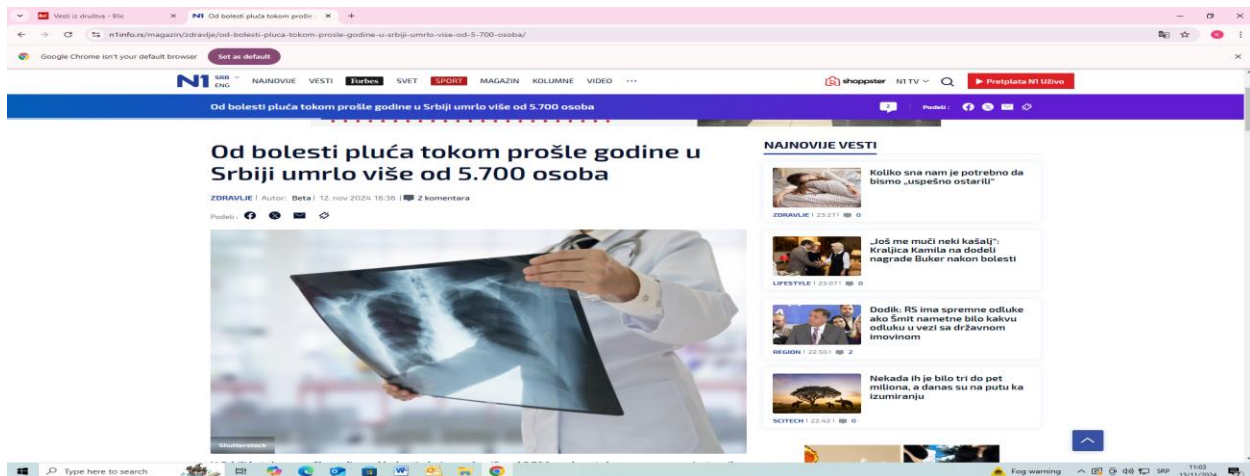 Vesti iz društva - Blic
N1 Od bolesti pluća tokom prošle
n1info.rs/magazin/zdravlje/od-bolesti-pluca-tokom-prosle-godine-u-srbiji-umrlo-vise-od-5-700-osoba/
Google Chrome isn't your default browser Set as default
N1 SRB ENG NAJNOVIJE VESTI Forbes SVET SPORT MAGAZIN KOLUMNE VIDEO ... shoppster N1 TV Pretplata N1 Uživo
Od bolesti pluća tokom prošle godine u Srbiji umrlo više od 5.700 osoba 2 Podeli:
Od bolesti pluća tokom prošle godine u
Srbiji umrlo više od 5.700 osoba
ZDRAVLJE | Autor: Beta | 12. nov 2024 16:36 | 2 komentara
Podeli:
Shutterstock
NAJNOVIJE VESTI
Koliko sna nam je potrebno da
bismo „uspešno ostarili“
ZDRAVLJE | 23:27 | 0
„Još me muči neki kašalj“:
Kraljica Kamila na dodeli
nagrade Buker nakon bolesti
LIFESTYLE | 23:07 | 0
Dodik: RS ima spremne odluke
ako Šmit nametne bilo kakvu
odluku u vezi sa državnom
imovinom
REGION | 22:50 | 2
Nekada ih je bilo tri do pet
miliona, a danas su na putu ka
izumiranju
SCITECH | 22:42 | 0
Type here to search
Fog warning SRP 11:03
13/11/2024